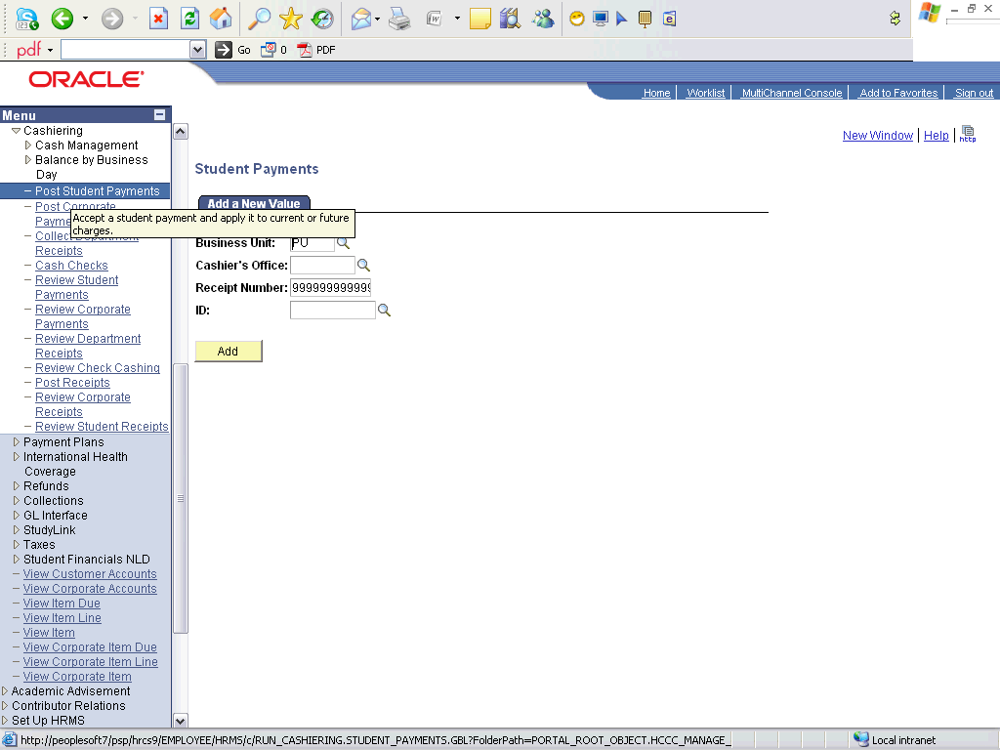 pdf
Go
0
PDF
ORACLE
Home
Worklist
MultiChannel Console
Add to Favorites
Sign out
Menu
Cashiering
Cash Management
Balance by Business
Day
Post Student Payments
Post Corporate
Collect Department
Receipts
Cash Checks
Review Student
Payments
Review Corporate
Payments
Review Department
Receipts
Review Check Cashing
Post Receipts
Review Corporate
Receipts
Review Student Receipts
Payment Plans
International Health
Coverage
Refunds
Collections
GL Interface
StudyLink
Taxes
Student Financials NLD
View Customer Accounts
View Corporate Accounts
View Item Due
View Item Line
View Item
View Corporate Item Due
View Corporate Item Line
View Corporate Item
Academic Advisement
Contributor Relations
Set Up HRMS
New Window
Help
http
Student Payments
Add a New Value
Accept a student payment and apply it to current or future
charges.
Business Unit: PU
Cashier's Office:
Receipt Number: 999999999999
ID:
Add
http://peoplesoft7/psp/hrcs9/EMPLOYEE/HRMS/c/RUN_CASHIERING.STUDENT_PAYMENTS.GBL?FolderPath=PORTAL_ROOT_OBJECT.HCCC_MANAGE_
Local intranet